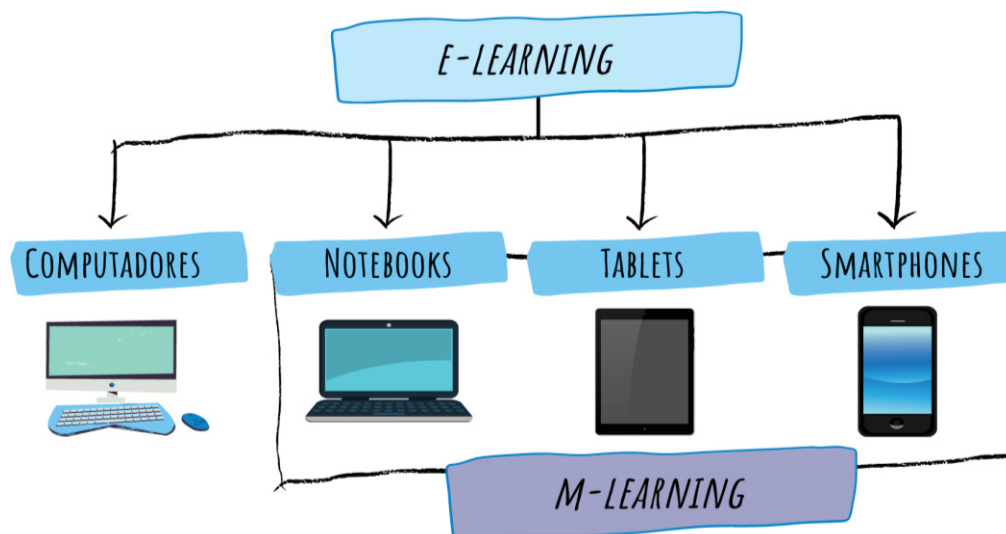 E-LEARNING
COMPUTADORES
NOTEBOOKS
TABLETS
SMARTPHONES
M-LEARNING